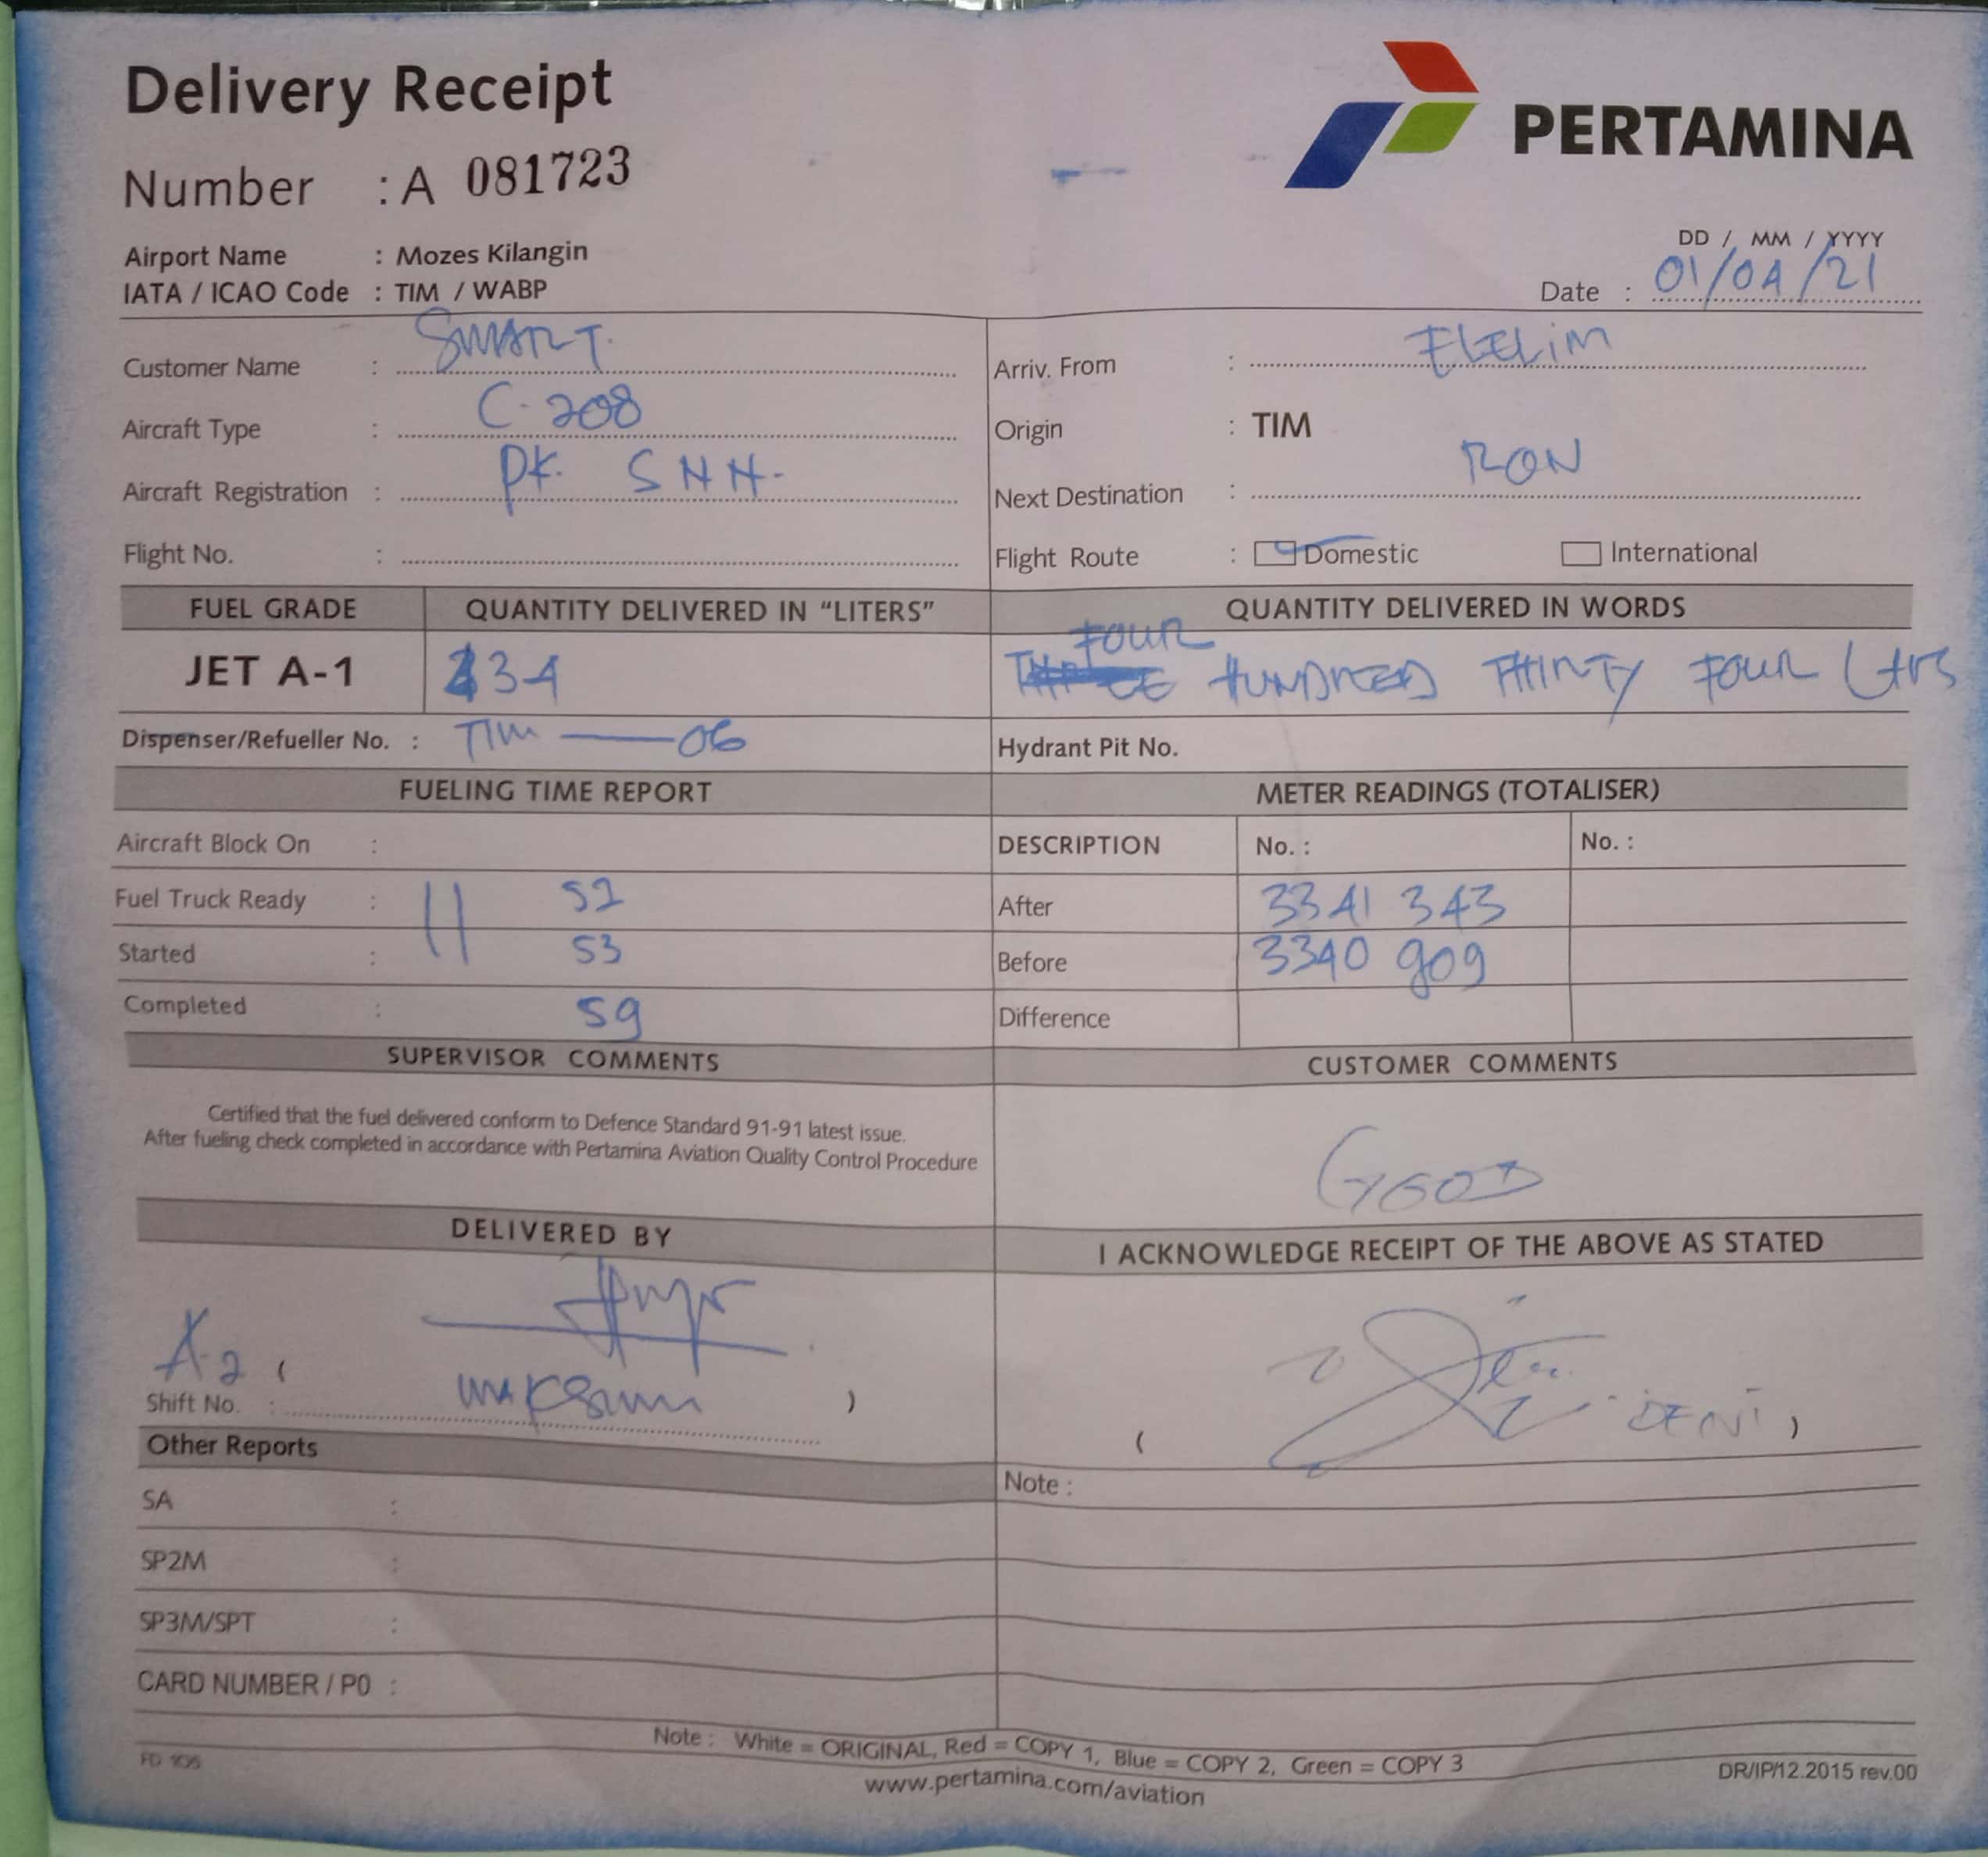 Delivery Receipt
PERTAMINA
Number : A 081723
Airport Name : Mozes Kilangin
IATA / ICAO Code : TIM / WABP
DD / MM / YYYY
Date : 01/04/21
Customer Name : SMART.
Arriv. From : ELELIM
Aircraft Type : C-208
Origin : TIM
Aircraft Registration : PK. SNH.
Next Destination : RON
Flight No. :
Flight Route : Domestic International
FUEL GRADE QUANTITY DELIVERED IN "LITERS" QUANTITY DELIVERED IN WORDS
JET A-1 434 FOUR HUNDRED THIRTY FOUR Ltrs
Dispenser/Refueller No. : TIM — 06 Hydrant Pit No.
FUELING TIME REPORT METER READINGS (TOTALISER)
Aircraft Block On : DESCRIPTION No. : No. :
Fuel Truck Ready : 11 52 After 3341 343
Started : 53 Before 3340 909
Completed : 59 Difference
SUPERVISOR COMMENTS CUSTOMER COMMENTS
Certified that the fuel delivered conform to Defence Standard 91-91 latest issue.
After fueling check completed in accordance with Pertamina Aviation Quality Control Procedure
GOOD
DELIVERED BY I ACKNOWLEDGE RECEIPT OF THE ABOVE AS STATED
A-2 ( )
Shift No. :
( DENI )
Other Reports
Note :
SA :
SP2M :
SP3M/SPT :
CARD NUMBER / P0 :
Note : White = ORIGINAL, Red = COPY 1, Blue = COPY 2, Green = COPY 3
FD 105
www.pertamina.com/aviation
DR/IP/12.2015 rev.00